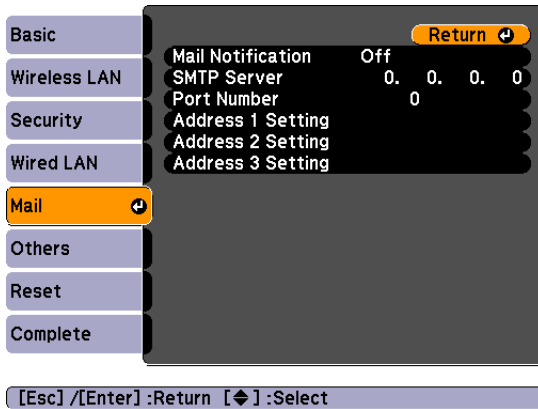 Basic
Wireless LAN
Security
Wired LAN
Mail
Others
Reset
Complete
Return
Mail Notification Off
SMTP Server 0. 0. 0. 0
Port Number 0
Address 1 Setting
Address 2 Setting
Address 3 Setting
[Esc] /[Enter] :Return [◆] :Select